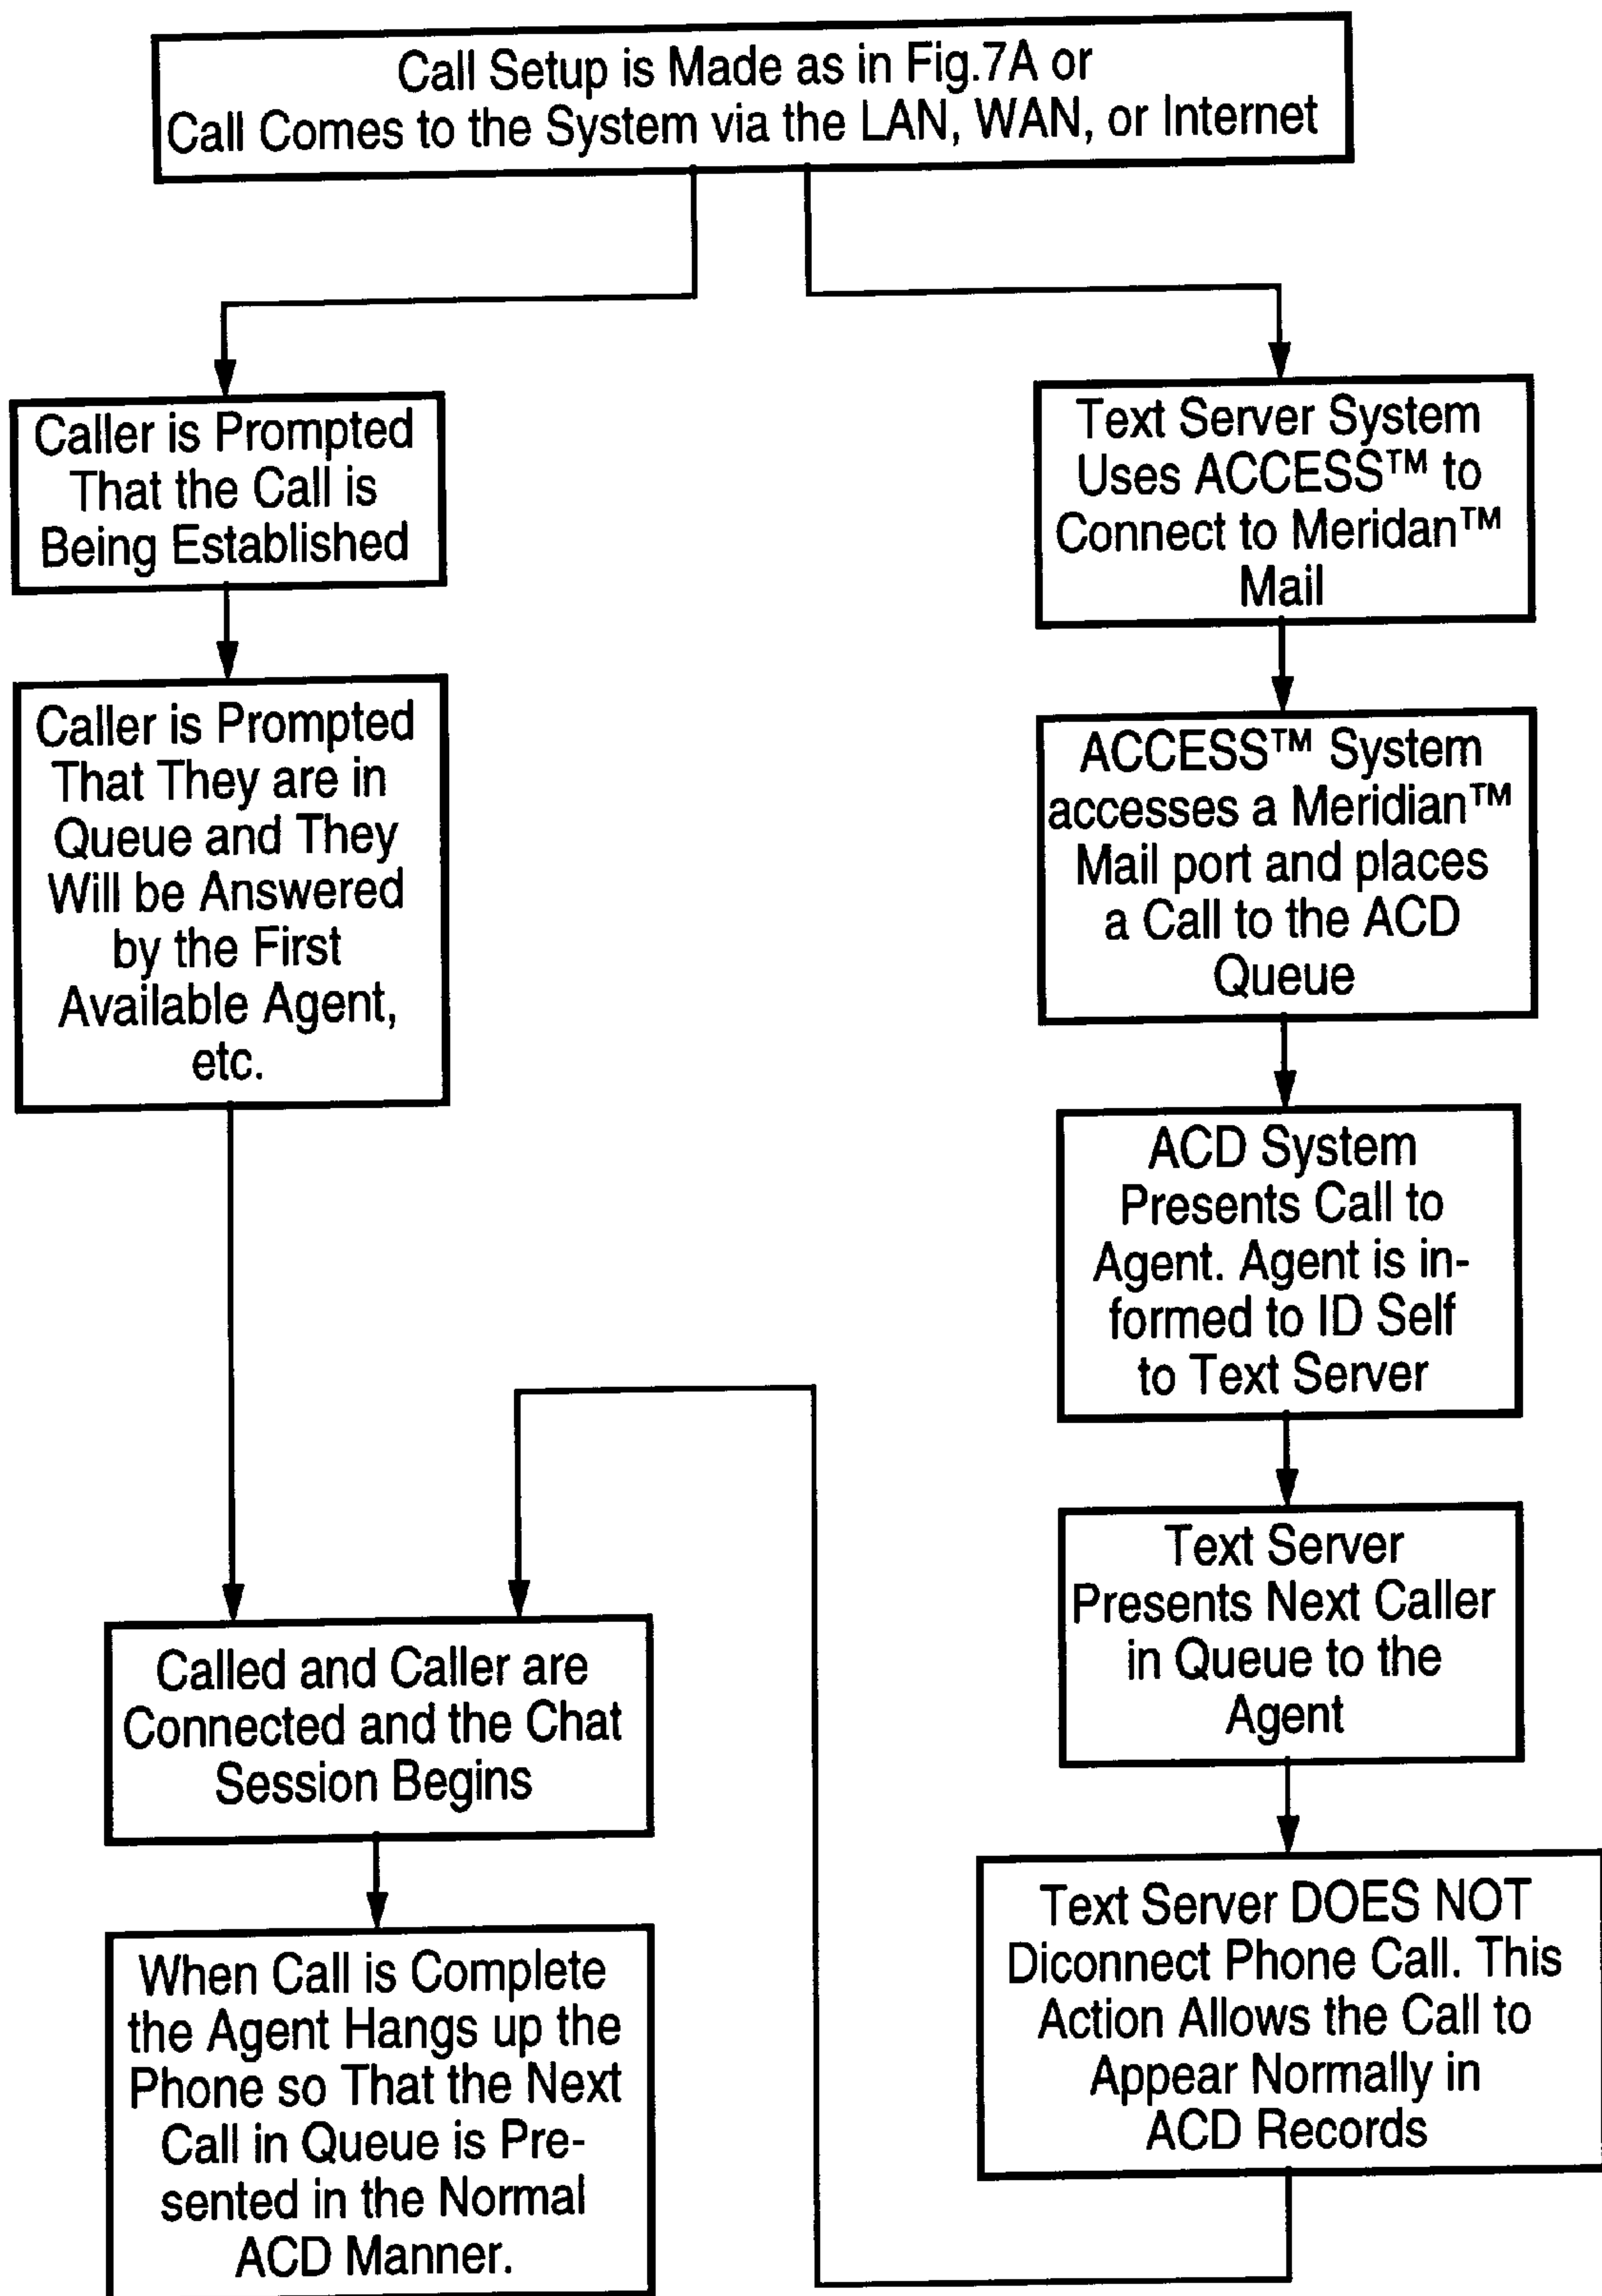 Call Setup is Made as in Fig.7A or
Call Comes to the System via the LAN, WAN, or Internet
Caller is Prompted
That the Call is
Being Established
Caller is Prompted
That They are in
Queue and They
Will be Answered
by the First
Available Agent,
etc.
Text Server System
Uses ACCESS™ to
Connect to Meridan™
Mail
ACCESS™ System
accesses a Meridian™
Mail port and places
a Call to the ACD
Queue
ACD System
Presents Call to
Agent. Agent is in-
formed to ID Self
to Text Server
Text Server
Presents Next Caller
in Queue to the
Agent
Text Server DOES NOT
Diconnect Phone Call. This
Action Allows the Call to
Appear Normally in
ACD Records
Called and Caller are
Connected and the Chat
Session Begins
When Call is Complete
the Agent Hangs up the
Phone so That the Next
Call in Queue is Pre-
sented in the Normal
ACD Manner.